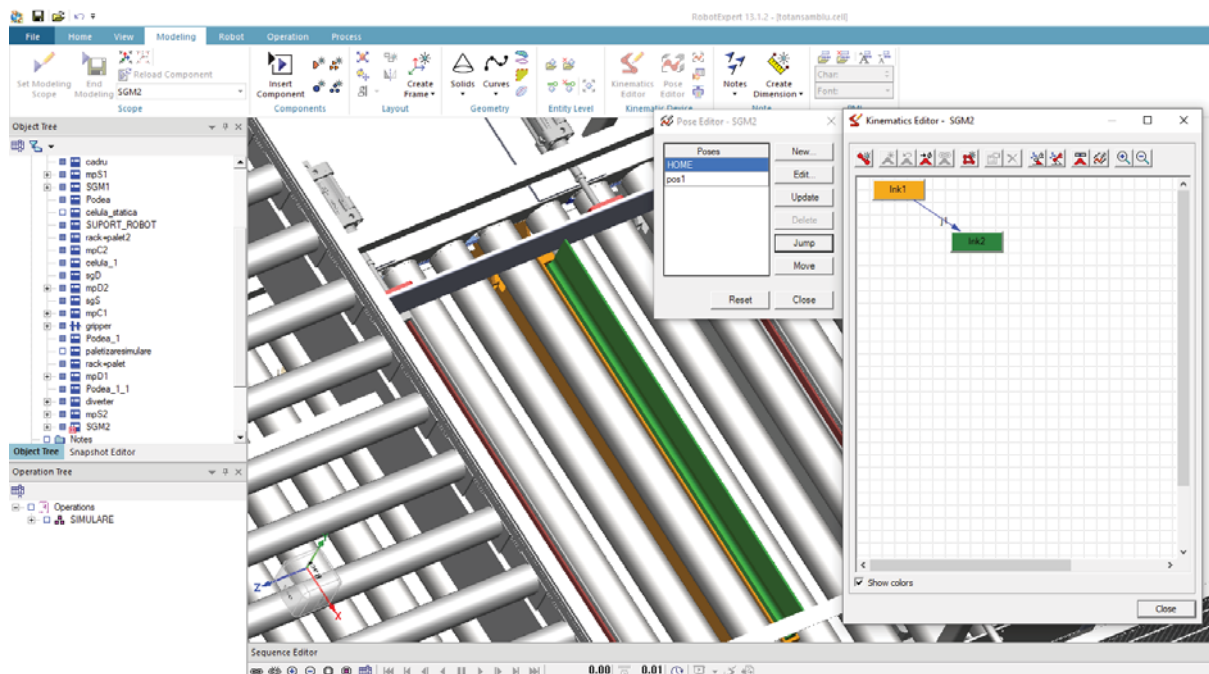 RobotExpert 13.1.2 - [totansamblu.cell]
File Home View Modeling Robot Operation Process
Set Modeling Scope
End Modeling
Reload Component
SGM2
Insert Component
Create Frame
Solids
Curves
Kinematics Editor
Pose Editor
Notes
Create Dimension
Char:
Font:
Scope Components Layout Geometry Entity Level Kinematic Device
Object Tree
cadru
mpS1
SGM1
Podea
celula_statica
SUPORT_ROBOT
rack+palet2
mpC2
celula_1
sgD
mpD2
sgS
mpC1
gripper
Podea_1
paletizaresimulare
rack+palet
mpD1
Podea_1_1
diverter
mpS2
SGM2
Notes
Object Tree Snapshot Editor
Operation Tree
Operations
SIMULARE
Z
X
Pose Editor - SGM2
Poses
HOME
pos1
New...
Edit...
Update
Delete
Jump
Move
Reset
Close
Kinematics Editor - SGM2
lnk1
j1
lnk2
Show colors
Close
Sequence Editor
0.00
0.01